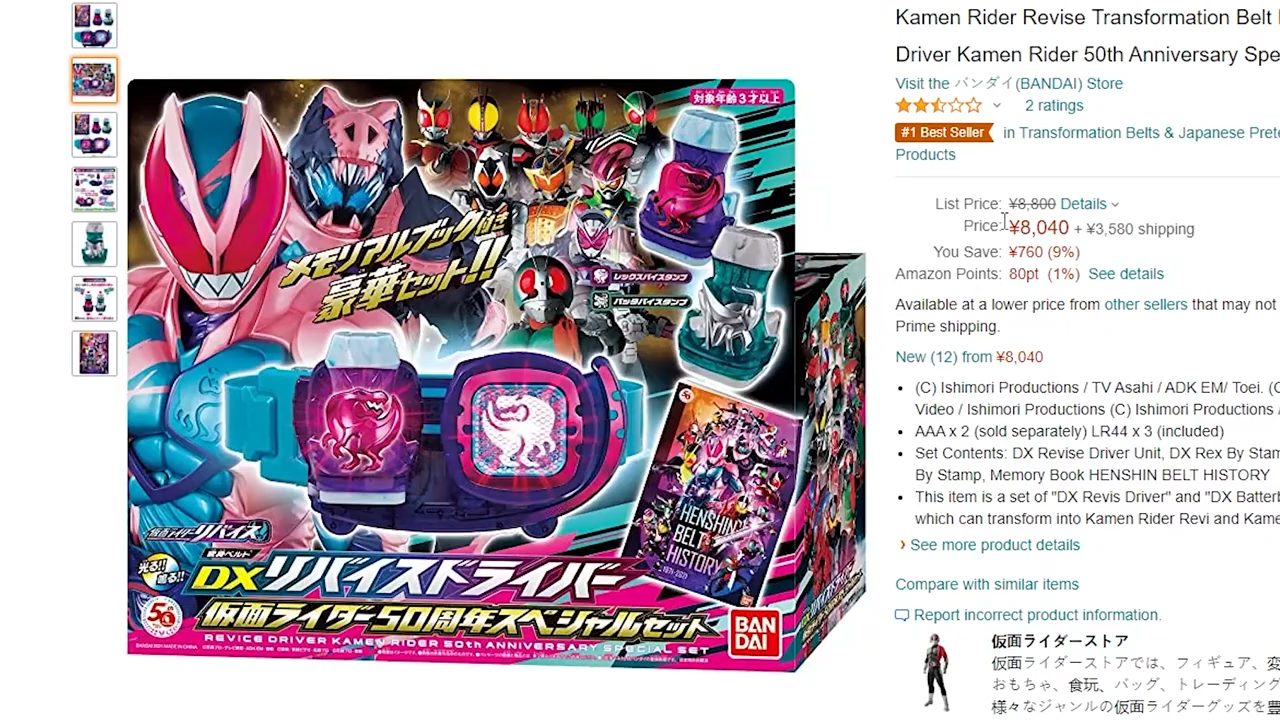 対象年齢3才以上
メモリアルブック付き
豪華セット!!
レックスバイスタンプ
バッタバイスタンプ
HENSHIN
BELT
HISTORY
1971-2021
仮面ライダーリバイス
変身ベルト
光る!!
鳴る!!
DXリバイスドライバー
50th
仮面ライダー50周年スペシャルセット
REVICE DRIVER KAMEN RIDER 50th ANNIVERSARY SPECIAL SET
BAN
DAI
BANDAI 2021 MADE IN CHINA
Kamen Rider Revise Transformation Belt
Driver Kamen Rider 50th Anniversary Spe
Visit the バンダイ(BANDAI) Store
2 ratings
#1 Best Seller in Transformation Belts & Japanese Pret
Products
List Price: ¥8,800 Details
Price: ¥8,040 + ¥3,580 shipping
You Save: ¥760 (9%)
Amazon Points: 80pt (1%) See details
Available at a lower price from other sellers that may not
Prime shipping.
New (12) from ¥8,040
(C) Ishimori Productions / TV Asahi / ADK EM/ Toei. (C
Video / Ishimori Productions (C) Ishimori Productions
AAA x 2 (sold separately) LR44 x 3 (included)
Set Contents: DX Revise Driver Unit, DX Rex By Stam
By Stamp, Memory Book HENSHIN BELT HISTORY
This item is a set of "DX Revis Driver" and "DX Batter
which can transform into Kamen Rider Revi and Kame
› See more product details
Compare with similar items
Report incorrect product information.
仮面ライダーストア
仮面ライダーストアでは、フィギュア、変
おもちゃ、食玩、バッグ、トレーディング
様々なジャンルの仮面ライダーグッズを豊